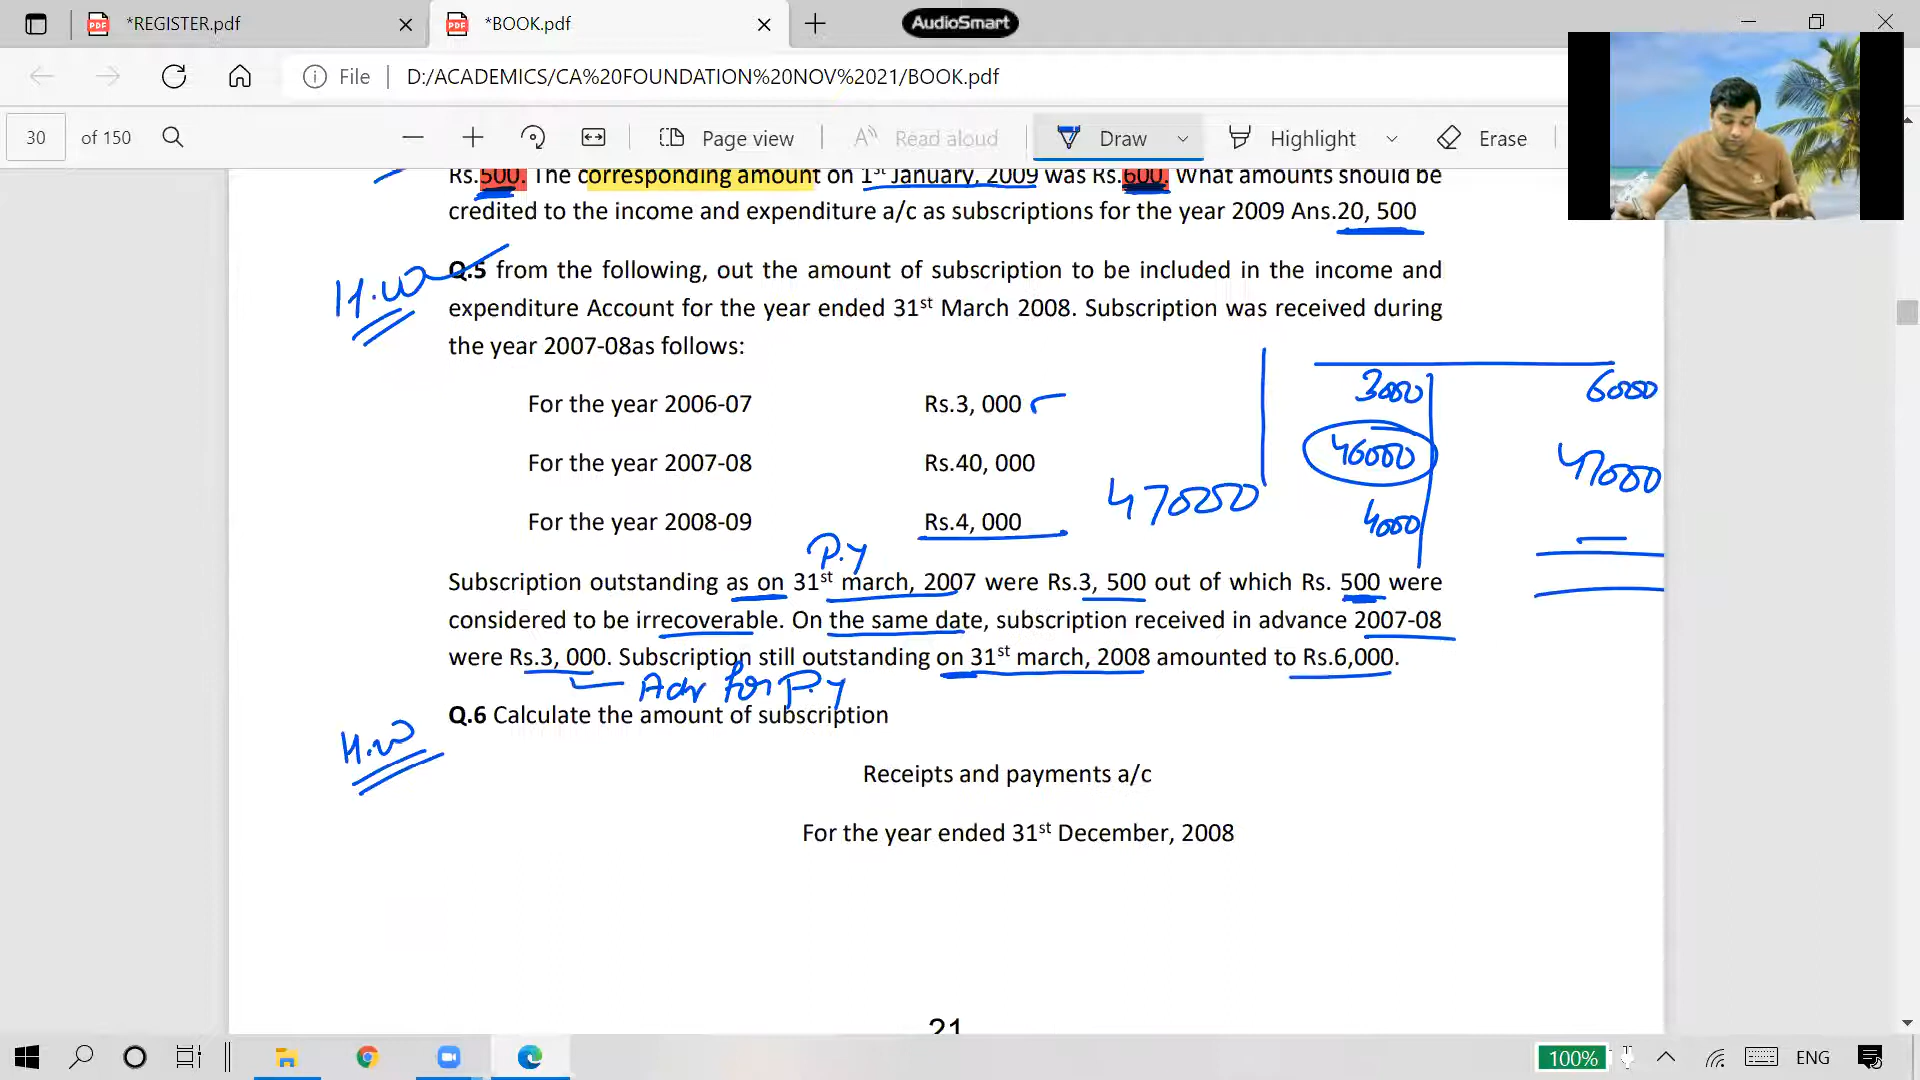 *REGISTER.pdf
*BOOK.pdf
AudioSmart
File
D:/ACADEMICS/CA%20FOUNDATION%20NOV%2021/BOOK.pdf
30 of 150
Page view
Read aloud
Draw
Highlight
Erase
Rs.500. The corresponding amount on 1st January, 2009 was Rs.600. What amounts should be
credited to the income and expenditure a/c as subscriptions for the year 2009 Ans.20, 500
H.W
Q.5 from the following, out the amount of subscription to be included in the income and
expenditure Account for the year ended 31st March 2008. Subscription was received during
the year 2007-08as follows:
3000 6000
For the year 2006-07 Rs.3, 000
46000 47000
For the year 2007-08 Rs.40, 000
47000
For the year 2008-09 Rs.4, 000
4000
P.Y
Subscription outstanding as on 31st march, 2007 were Rs.3, 500 out of which Rs. 500 were
considered to be irrecoverable. On the same date, subscription received in advance 2007-08
were Rs.3, 000. Subscription still outstanding on 31st march, 2008 amounted to Rs.6,000.
Adv for P.Y
Q.6 Calculate the amount of subscription
H.W
Receipts and payments a/c
For the year ended 31st December, 2008
21
100%
ENG